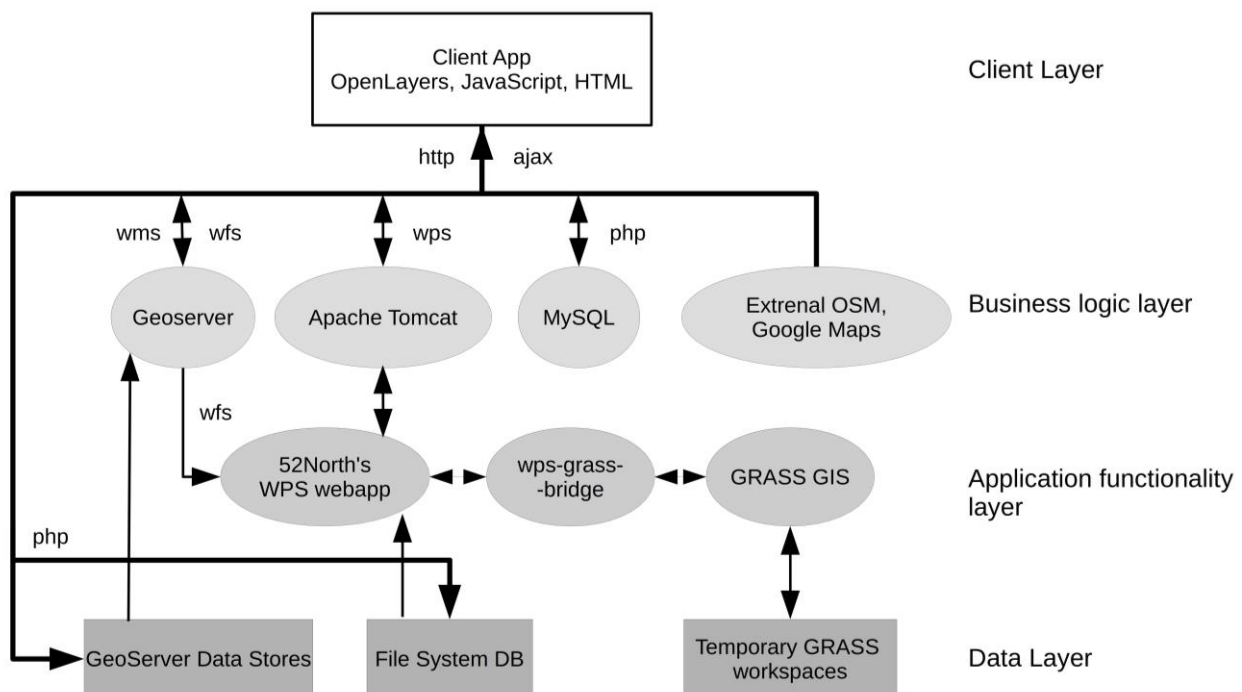 Client App
OpenLayers, JavaScript, HTML
Client Layer
http
ajax
wms
wfs
wps
php
Geoserver
Apache Tomcat
MySQL
Extrenal OSM,
Google Maps
Business logic layer
wfs
52North's
WPS webapp
wps-grass-
-bridge
GRASS GIS
Application functionality
layer
php
GeoServer Data Stores
File System DB
Temporary GRASS
workspaces
Data Layer